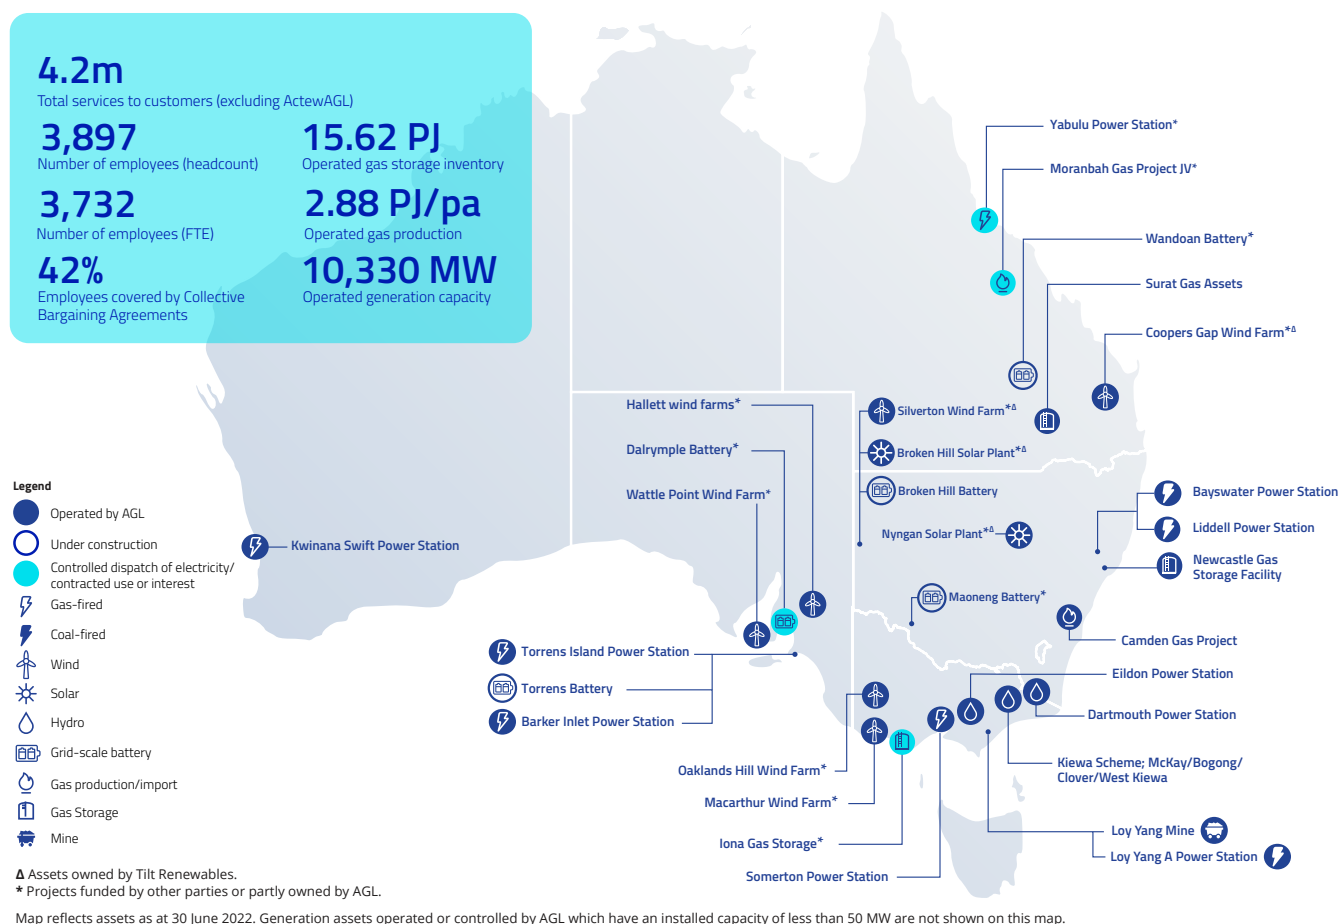 4.2m
Total services to customers (excluding ActewAGL)
3,897
Number of employees (headcount)
15.62 PJ
Operated gas storage inventory
3,732
Number of employees (FTE)
2.88 PJ/pa
Operated gas production
42%
Employees covered by Collective
Bargaining Agreements
10,330 MW
Operated generation capacity
Yabulu Power Station*
Moranbah Gas Project JV*
Wandoan Battery*
Surat Gas Assets
Coopers Gap Wind Farm*Δ
Hallett wind farms*
Dalrymple Battery*
Wattle Point Wind Farm*
Silverton Wind Farm*Δ
Broken Hill Solar Plant*Δ
Broken Hill Battery
Nyngan Solar Plant*Δ
Maoneng Battery*
Bayswater Power Station
Liddell Power Station
Newcastle Gas
Storage Facility
Camden Gas Project
Eildon Power Station
Dartmouth Power Station
Kiewa Scheme; McKay/Bogong/
Clover/West Kiewa
Loy Yang Mine
Loy Yang A Power Station
Kwinana Swift Power Station
Torrens Island Power Station
Torrens Battery
Barker Inlet Power Station
Oaklands Hill Wind Farm*
Macarthur Wind Farm*
Iona Gas Storage*
Somerton Power Station
Legend
Operated by AGL
Under construction
Controlled dispatch of electricity/
contracted use or interest
Gas-fired
Coal-fired
Wind
Solar
Hydro
Grid-scale battery
Gas production/import
Gas Storage
Mine
Δ Assets owned by Tilt Renewables.
* Projects funded by other parties or partly owned by AGL.
Map reflects assets as at 30 June 2022. Generation assets operated or controlled by AGL which have an installed capacity of less than 50 MW are not shown on this map.